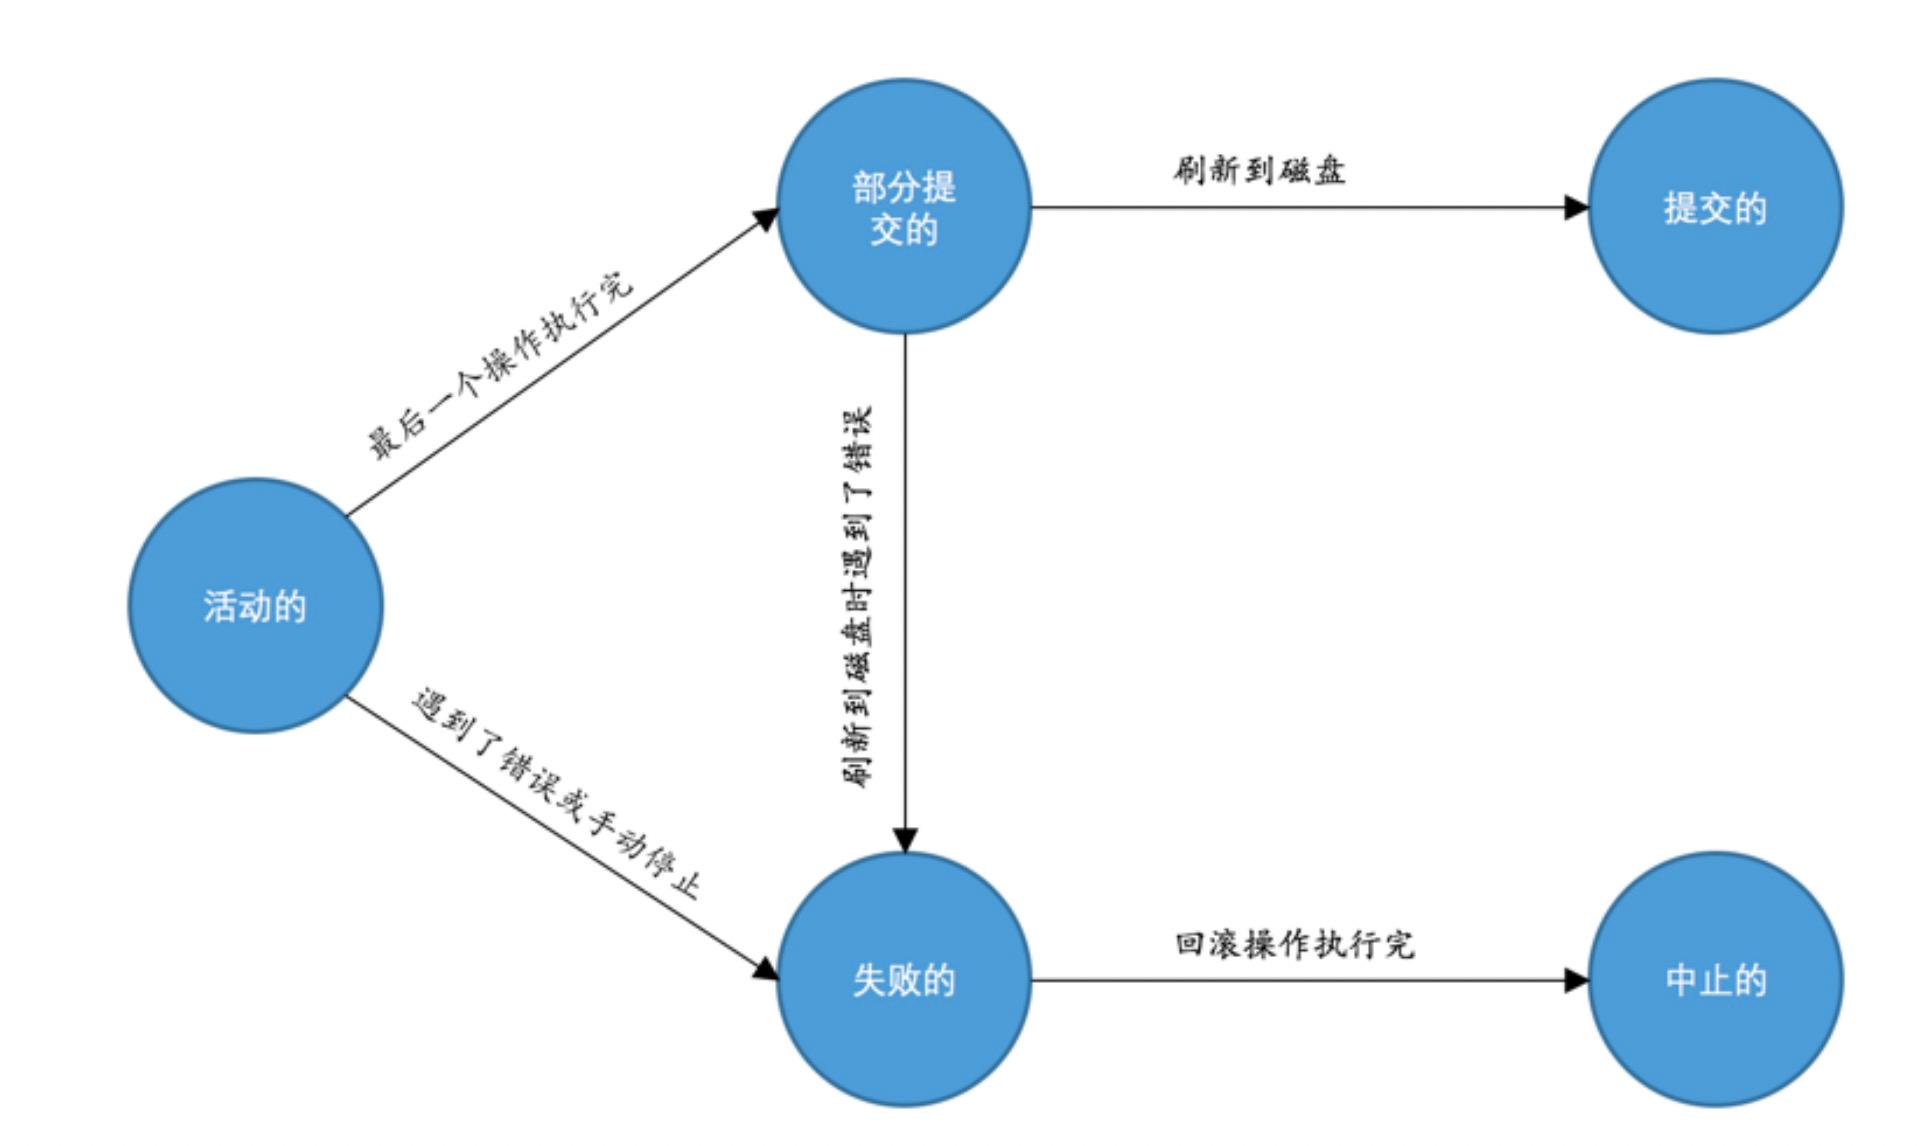 部分提
交的
刷新到磁盘
提交的
最后一个操作执行完
刷新到磁盘时遇到了错误
活动的
遇到了错误或手动停止
失败的
回滚操作执行完
中止的